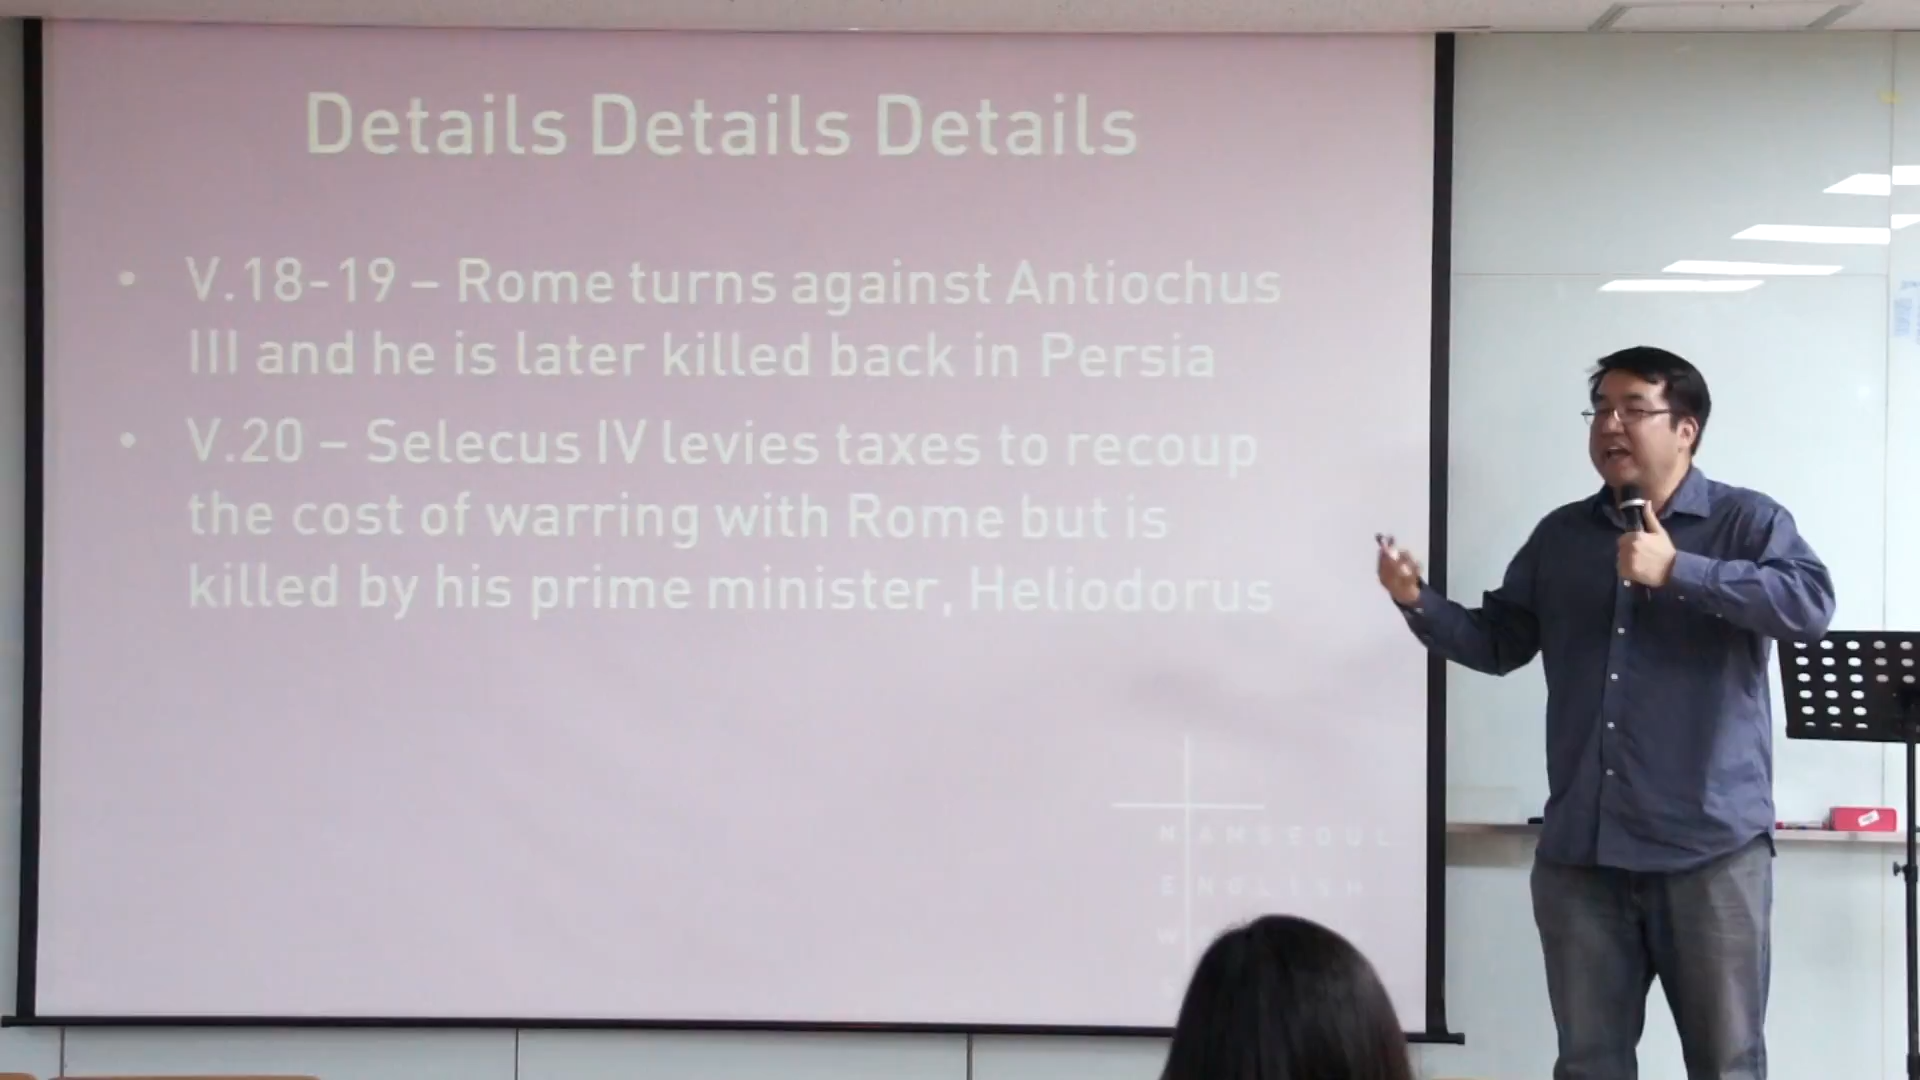 Details Details Details
• V.18-19 – Rome turns against Antiochus
III and he is later killed back in Persia
• V.20 – Selecus IV levies taxes to recoup
the cost of warring with Rome but is
killed by his prime minister, Heliodorus
NAMSEOUL
ENGLISH
W